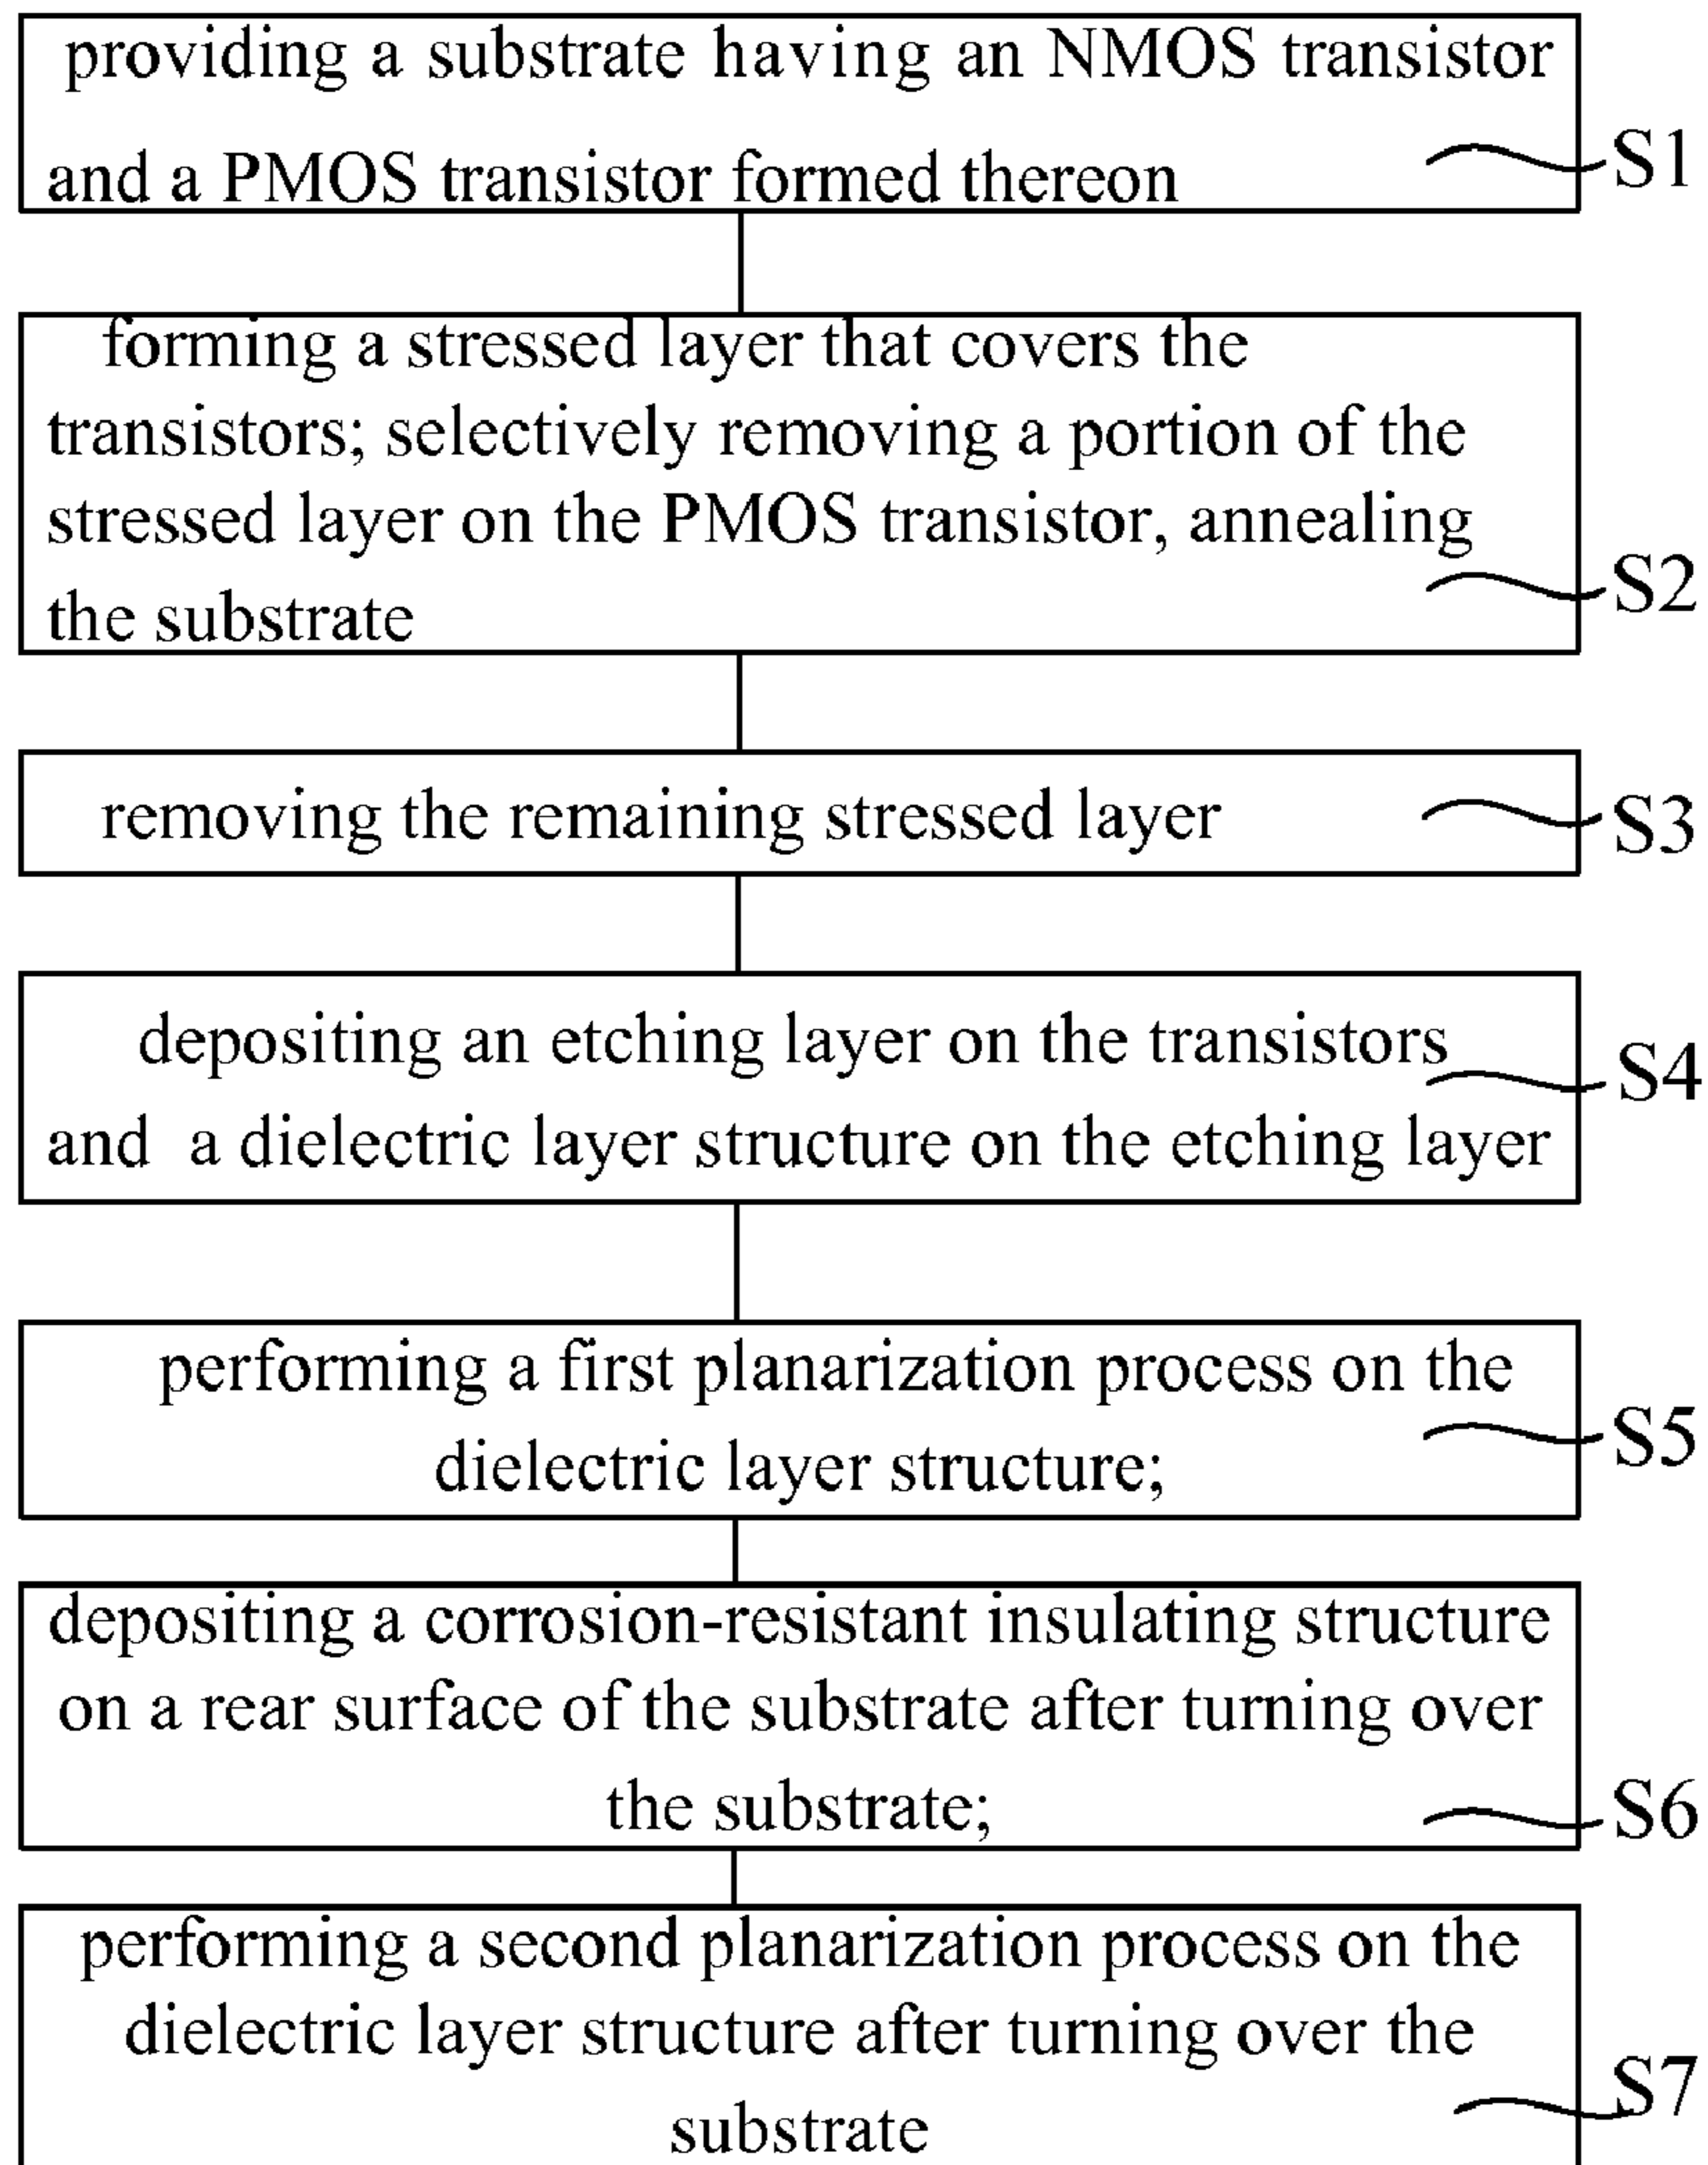 providing a substrate having an NMOS transistor
and a PMOS transistor formed thereon
S1
forming a stressed layer that covers the
transistors; selectively removing a portion of the
stressed layer on the PMOS transistor, annealing
the substrate
S2
removing the remaining stressed layer
S3
depositing an etching layer on the transistors
and a dielectric layer structure on the etching layer
S4
performing a first planarization process on the
dielectric layer structure;
S5
depositing a corrosion-resistant insulating structure
on a rear surface of the substrate after turning over
the substrate;
S6
performing a second planarization process on the
dielectric layer structure after turning over the
substrate
S7